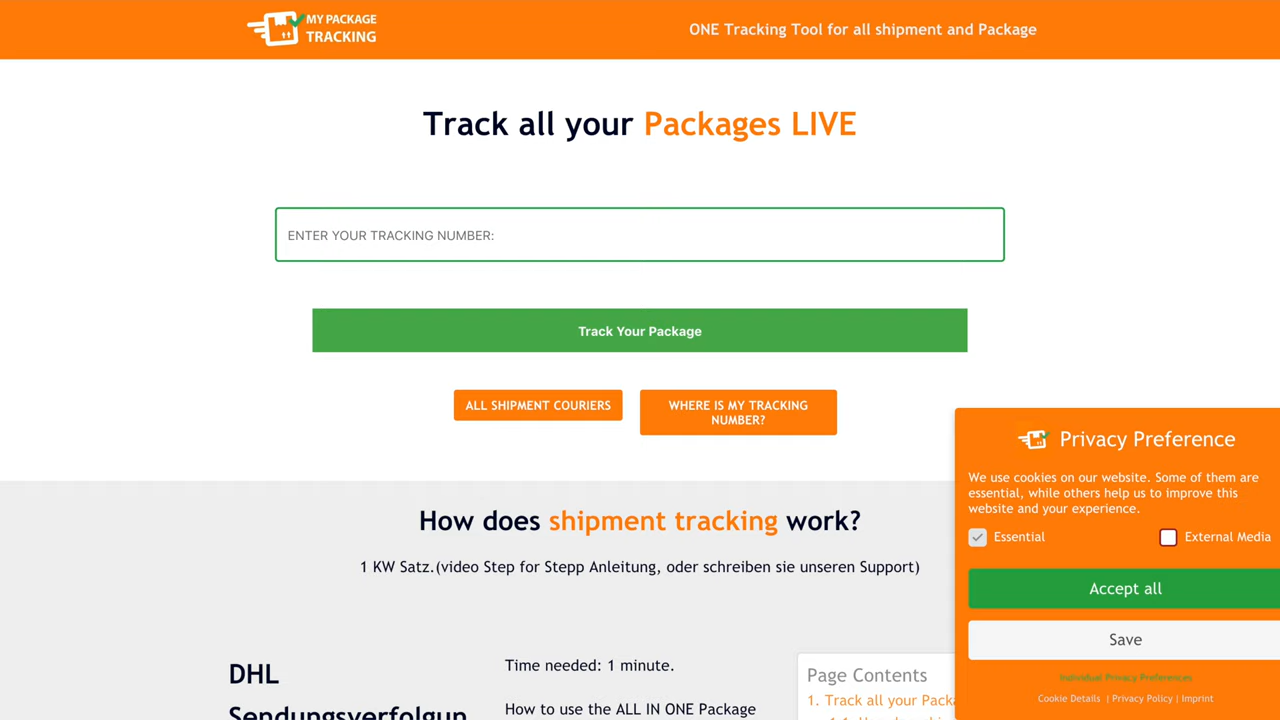 MY PACKAGE
TRACKING
ONE Tracking Tool for all shipment and Package
Track all your Packages LIVE
ENTER YOUR TRACKING NUMBER:
Track Your Package
ALL SHIPMENT COURIERS
WHERE IS MY TRACKING
NUMBER?
How does shipment tracking work?
1 KW Satz.(video Step for Stepp Anleitung, oder schreiben sie unseren Support)
DHL
Sendungsverfolgun
Time needed: 1 minute.
How to use the ALL IN ONE Package
Page Contents
1. Track all your Packa
Privacy Preference
We use cookies on our website. Some of them are
essential, while others help us to improve this
website and your experience.
Essential
External Media
Accept all
Save
Individual Privacy Preferences
Cookie Details | Privacy Policy | Imprint